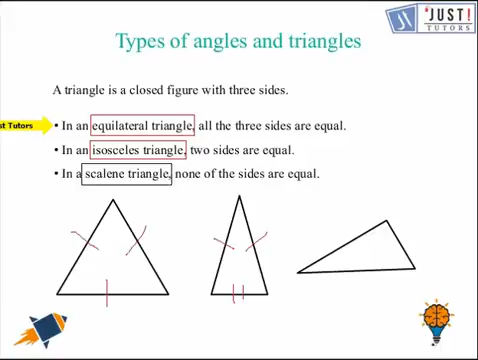 'JUST!
TUTORS
Types of angles and triangles
A triangle is a closed figure with three sides.
st Tutors
• In an equilateral triangle, all the three sides are equal.
• In an isosceles triangle, two sides are equal.
• In a scalene triangle, none of the sides are equal.